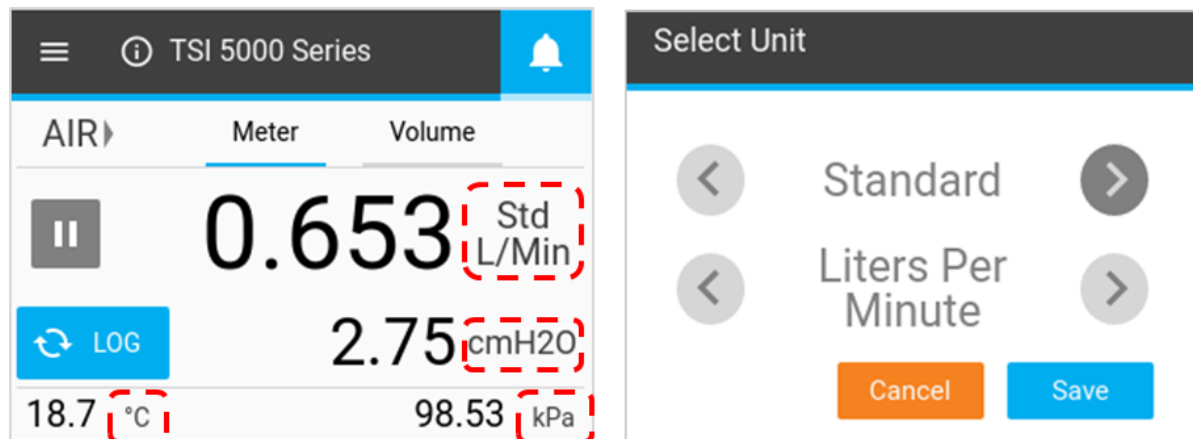 TSI 5000 Series
AIR Meter Volume
0.653 Std
L/Min
LOG 2.75 cmH2O
18.7 °C 98.53 kPa
Select Unit
Standard
Liters Per
Minute
Cancel Save